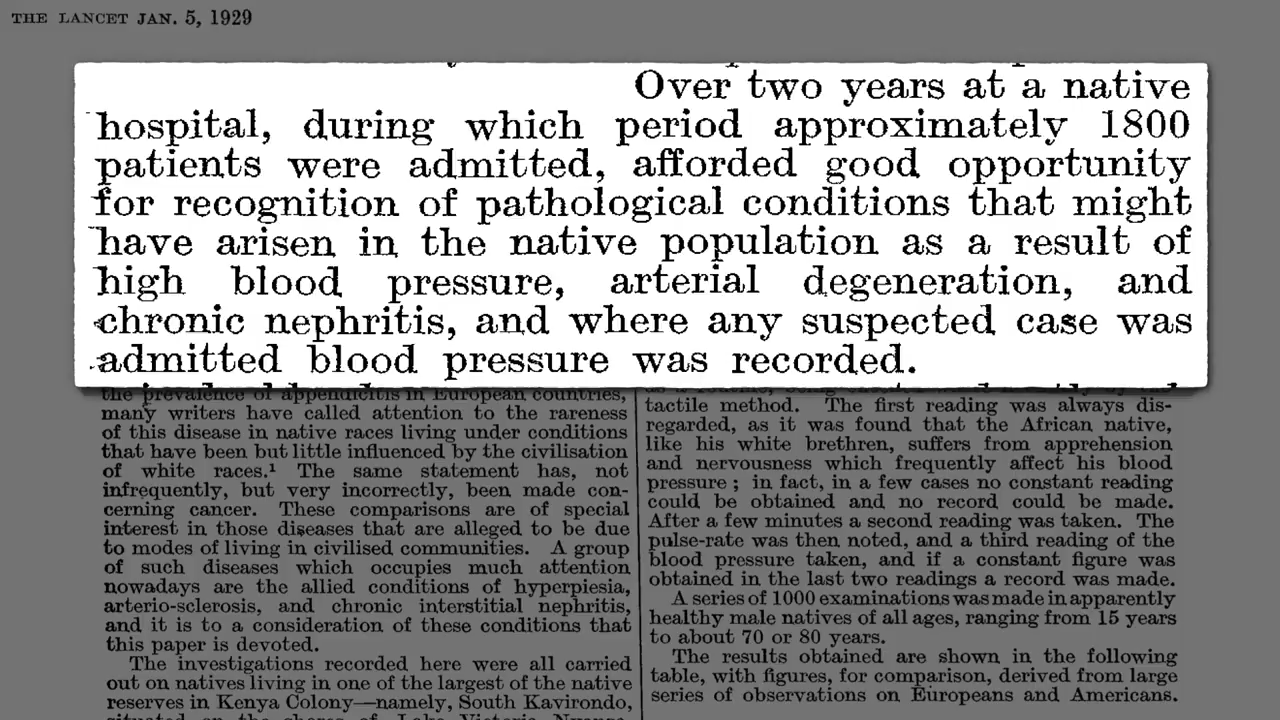 THE LANCET JAN. 5, 1929
Over two years at a native
hospital, during which period approximately 1800
patients were admitted, afforded good opportunity
for recognition of pathological conditions that might
have arisen in the native population as a result of
high blood pressure, arterial degeneration, and
chronic nephritis, and where any suspected case was
admitted blood pressure was recorded.
the prevalence of appendicitis in European countries,
many writers have called attention to the rareness
of this disease in native races living under conditions
that have been but little influenced by the civilisation
of white races.¹ The same statement has, not
infrequently, but very incorrectly, been made con-
cerning cancer. These comparisons are of special
interest in those diseases that are alleged to be due
to modes of living in civilised communities. A group
of such diseases which occupies much attention
nowadays are the allied conditions of hyperpiesia,
arterio-sclerosis, and chronic interstitial nephritis,
and it is to a consideration of these conditions that
this paper is devoted.
The investigations recorded here were all carried
out on natives living in one of the largest of the native
reserves in Kenya Colony—namely, South Kavirondo,
situated on the shores of Lake Victoria Nyanza.
tactile method. The first reading was always dis-
regarded, as it was found that the African native,
like his white brethren, suffers from apprehension
and nervousness which frequently affect his blood
pressure ; in fact, in a few cases no constant reading
could be obtained and no record could be made.
After a few minutes a second reading was taken. The
pulse-rate was then noted, and a third reading of the
blood pressure taken, and if a constant figure was
obtained in the last two readings a record was made.
A series of 1000 examinations was made in apparently
healthy male natives of all ages, ranging from 15 years
to about 70 or 80 years.
The results obtained are shown in the following
table, with figures, for comparison, derived from large
series of observations on Europeans and Americans.